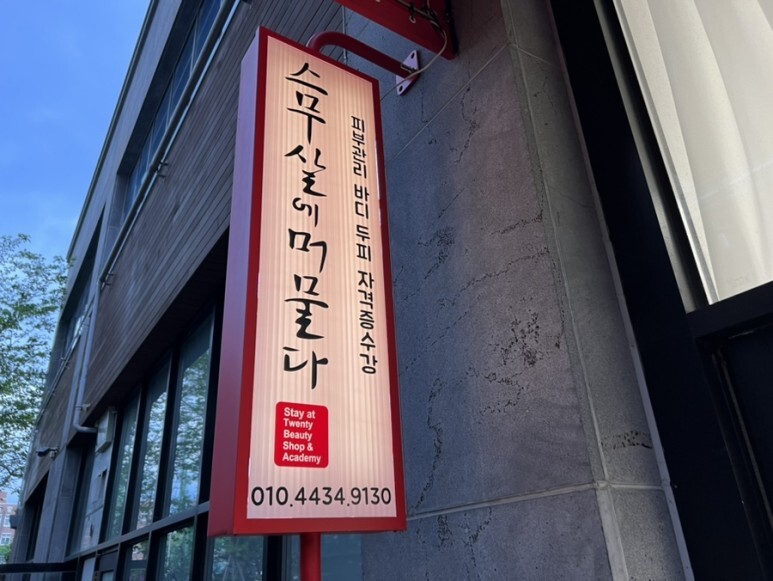 스무살에머물다
피부관리 바디 두피 자격증수강
Stay at
Twenty
Beauty
Shop &
Academy
010.4434.9130